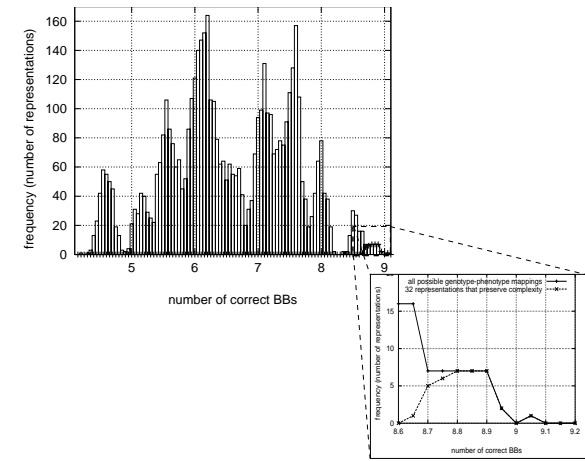 160
140
120
100
80
60
40
20
0
frequency (number of representations)
5 6 7 8 9
number of correct BBs
all possible genotype-phenotype mappings
32 representations that preserve complexity
15
10
5
0
frequency (number of representations)
8.6 8.7 8.8 8.9 9 9.1 9.2
number of correct BBs